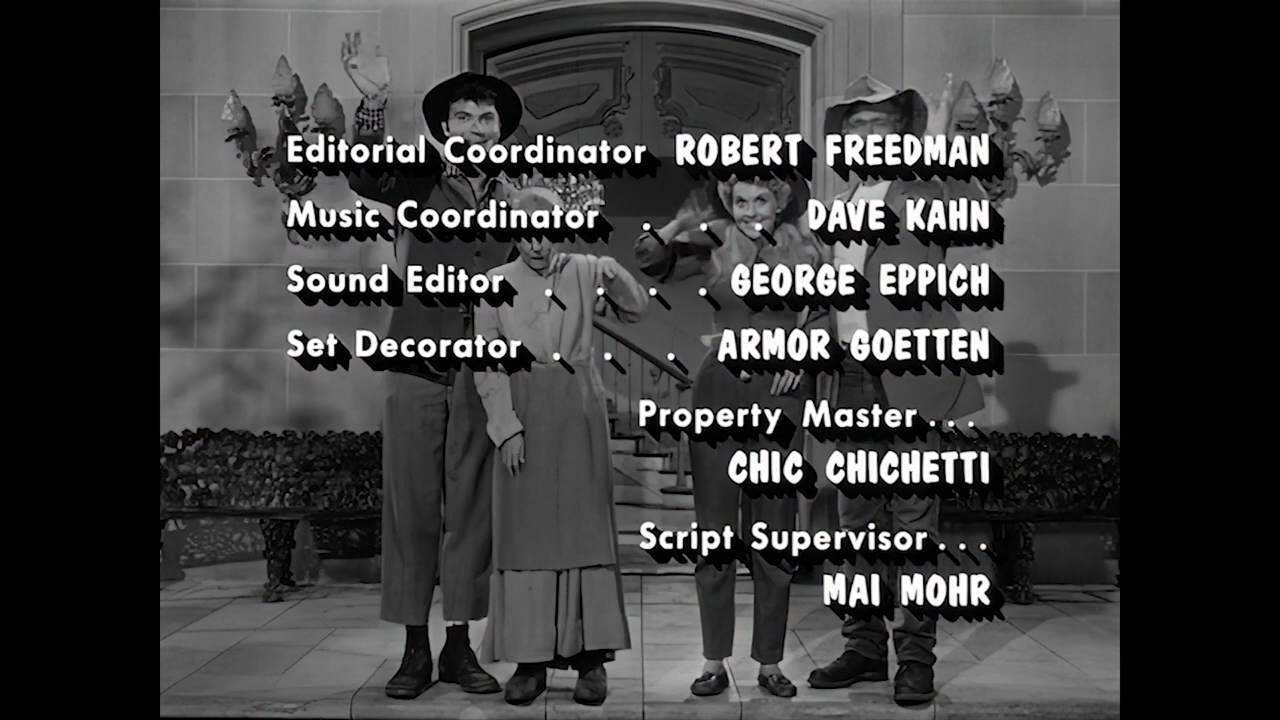 Editorial Coordinator ROBERT FREEDMAN
Music Coordinator . . . DAVE KAHN
Sound Editor . . . . GEORGE EPPICH
Set Decorator . . . ARMOR GOETTEN
Property Master...
CHIC CHICHETTI
Script Supervisor...
MAI MOHR